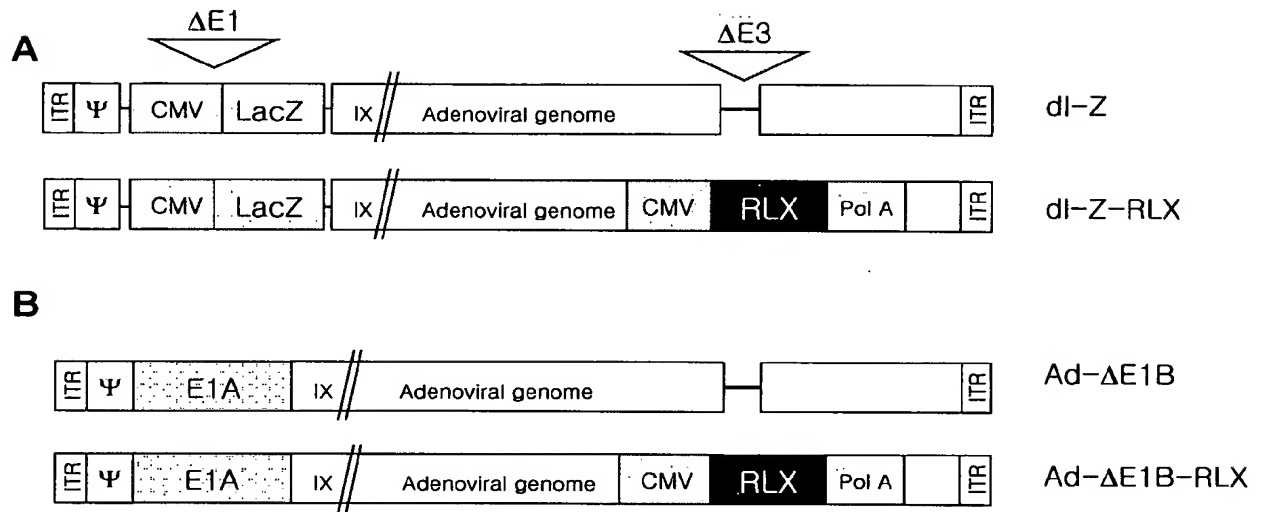 A
ΔE1
ΔE3
ITR Ψ CMV LacZ IX Adenoviral genome ITR dl-Z
ITR Ψ CMV LacZ IX Adenoviral genome CMV RLX Pol A ITR dl-Z-RLX
B
ITR Ψ E1A IX Adenoviral genome ITR Ad-ΔE1B
ITR Ψ E1A IX Adenoviral genome CMV RLX Pol A ITR Ad-ΔE1B-RLX